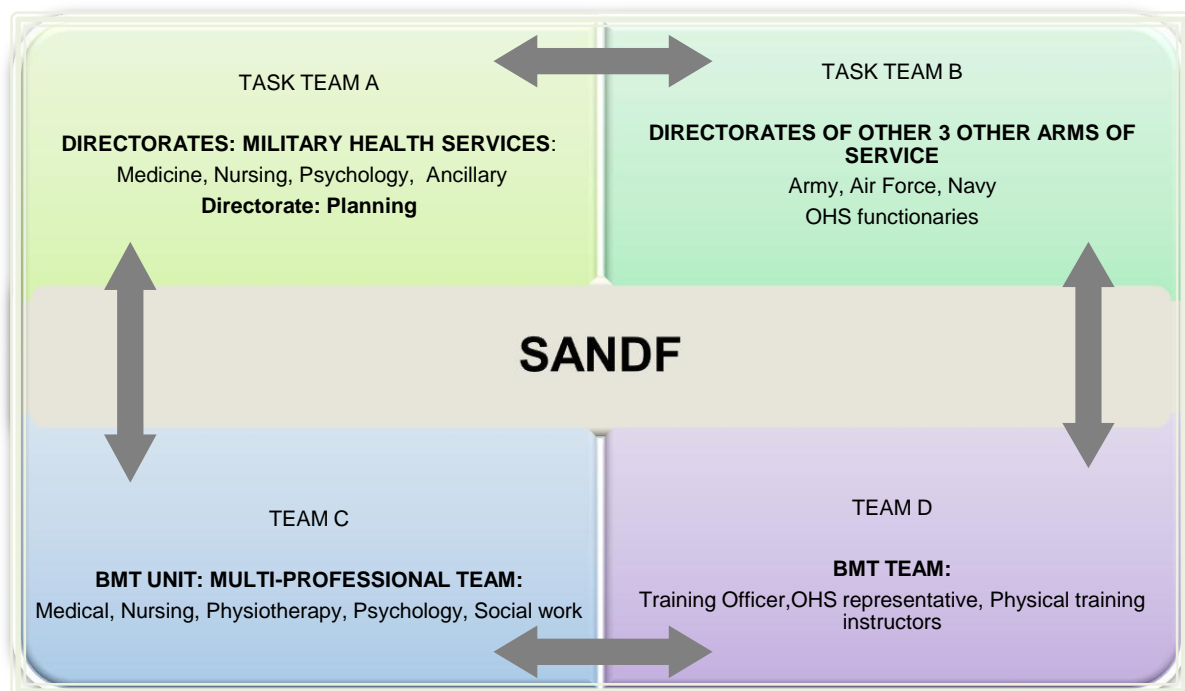 TASK TEAM A
DIRECTORATES: MILITARY HEALTH SERVICES:
Medicine, Nursing, Psychology, Ancillary
Directorate: Planning
TASK TEAM B
DIRECTORATES OF OTHER 3 OTHER ARMS OF
SERVICE
Army, Air Force, Navy
OHS functionaries
SANDF
TEAM C
BMT UNIT: MULTI-PROFESSIONAL TEAM:
Medical, Nursing, Physiotherapy, Psychology, Social work
TEAM D
BMT TEAM:
Training Officer,OHS representative, Physical training
instructors